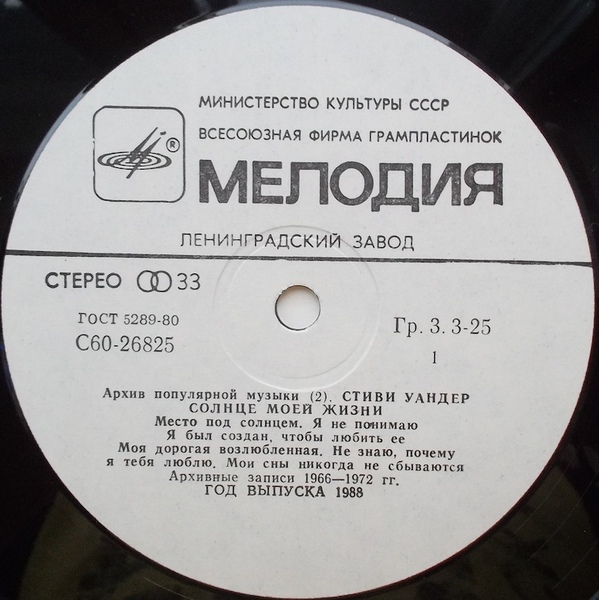 МИНИСТЕРСТВО КУЛЬТУРЫ СССР
ВСЕСОЮЗНАЯ ФИРМА ГРАМПЛАСТИНОК
®
МЕЛОДИЯ
ЛЕНИНГРАДСКИЙ ЗАВОД
СТЕРЕО 33
ГОСТ 5289-80
С60-26825
Гр. 3. 3-25
1
Архив популярной музыки (2). СТИВИ УАНДЕР
СОЛНЦЕ МОЕЙ ЖИЗНИ
Место под солнцем. Я не понимаю
Я был создан, чтобы любить ее
Моя дорогая возлюбленная. Не знаю, почему
я тебя люблю. Мои сны никогда не сбываются
Архивные записи 1966—1972 гг.
ГОД ВЫПУСКА 1988